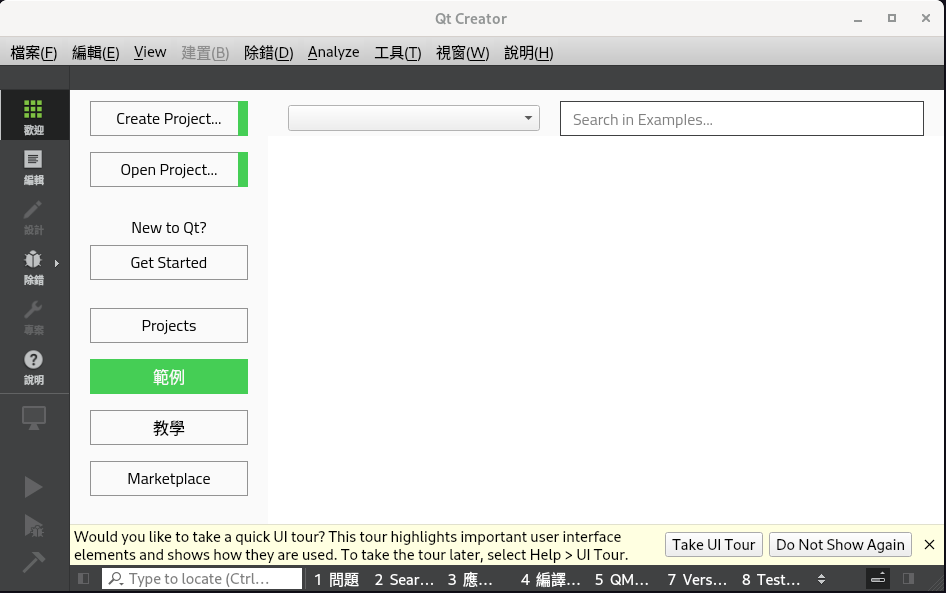 Qt Creator
檔案(F) 編輯(E) View 建置(B) 除錯(D) Analyze 工具(T) 視窗(W) 說明(H)
歡迎
編輯
設計
除錯
專案
說明
Create Project...
Search in Examples...
Open Project...
New to Qt?
Get Started
Projects
範例
教學
Marketplace
Would you like to take a quick UI tour? This tour highlights important user interface
elements and shows how they are used. To take the tour later, select Help > UI Tour.
Take UI Tour
Do Not Show Again
Type to locate (Ctrl...
1 問題 2 Sear... 3 應... 4 編譯... 5 QM... 7 Vers... 8 Test...